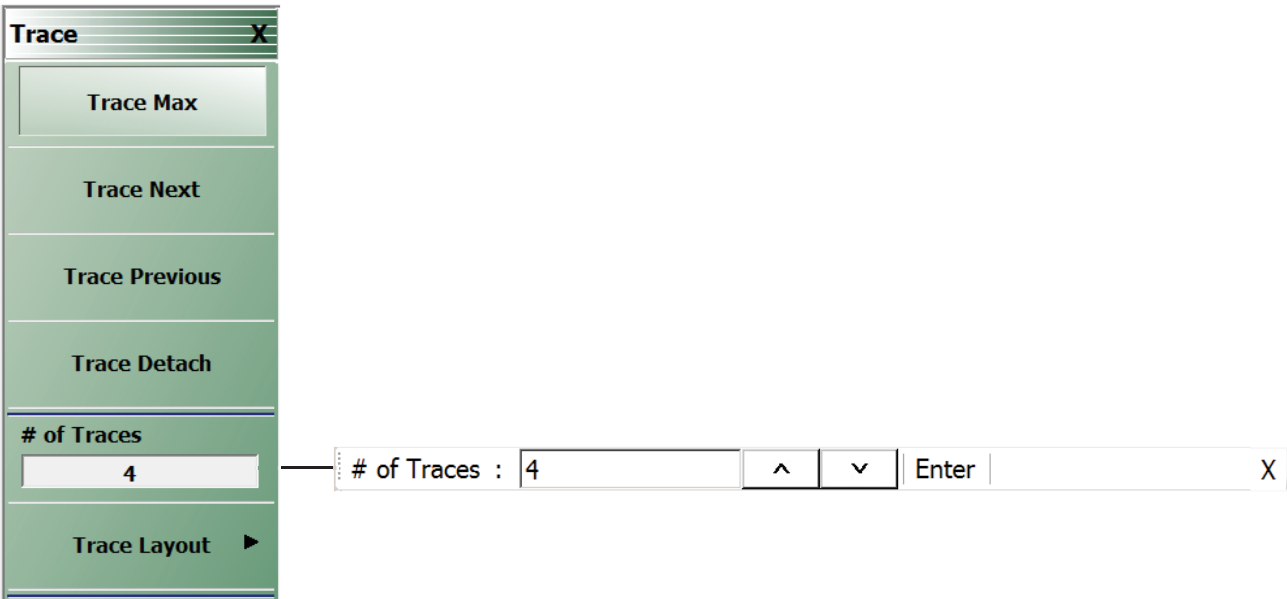 Trace X
Trace Max
Trace Next
Trace Previous
Trace Detach
# of Traces
4
# of Traces : 4 ^ v Enter X
Trace Layout ►